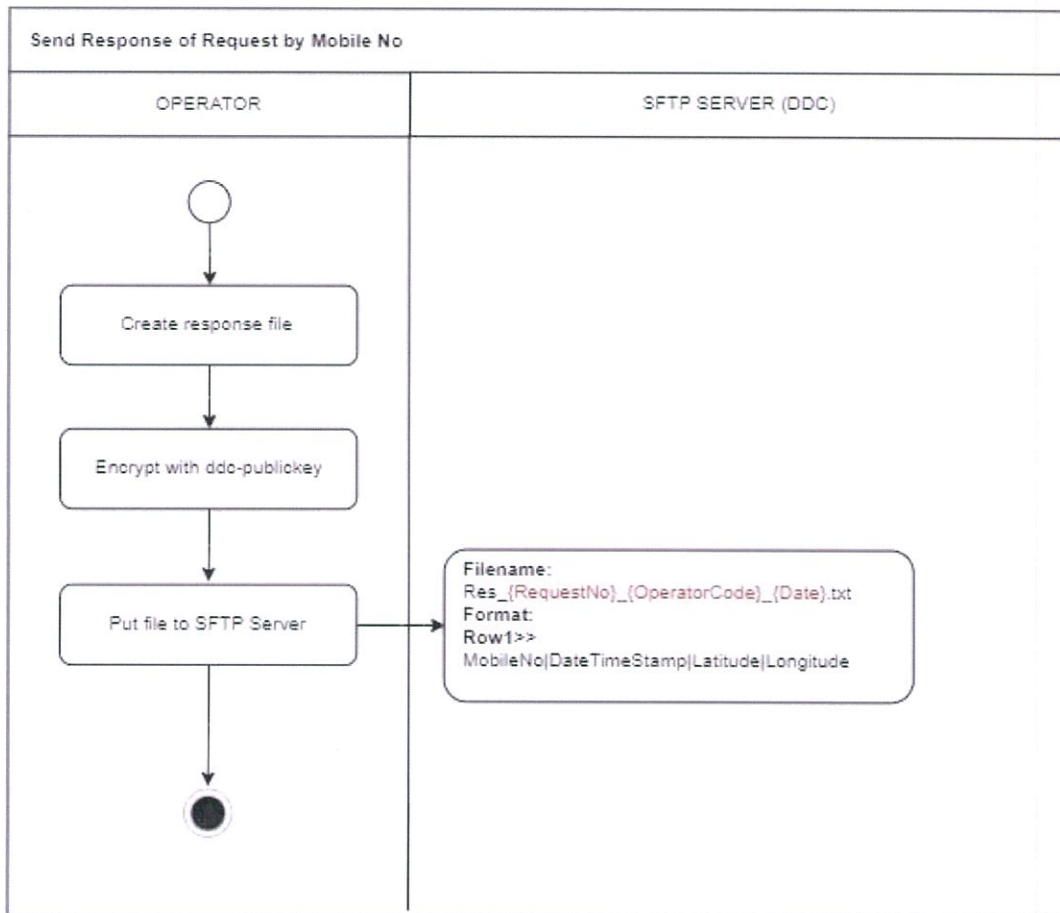 Send Response of Request by Mobile No
OPERATOR
SFTP SERVER (DDC)
Create response file
Encrypt with ddc-publickey
Put file to SFTP Server
Filename:
Res_{RequestNo}_{OperatorCode}_{Date}.txt
Format:
Row1>>
MobileNo|DateTimeStamp|Latitude|Longitude